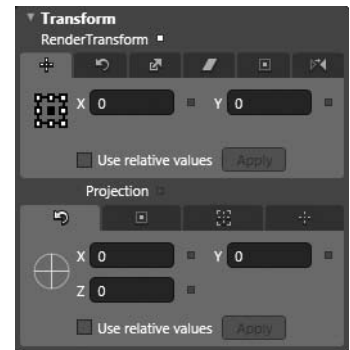 Transform
RenderTransform
X 0 Y 0
Use relative values Apply
Projection
X 0 Y 0
Z 0
Use relative values Apply